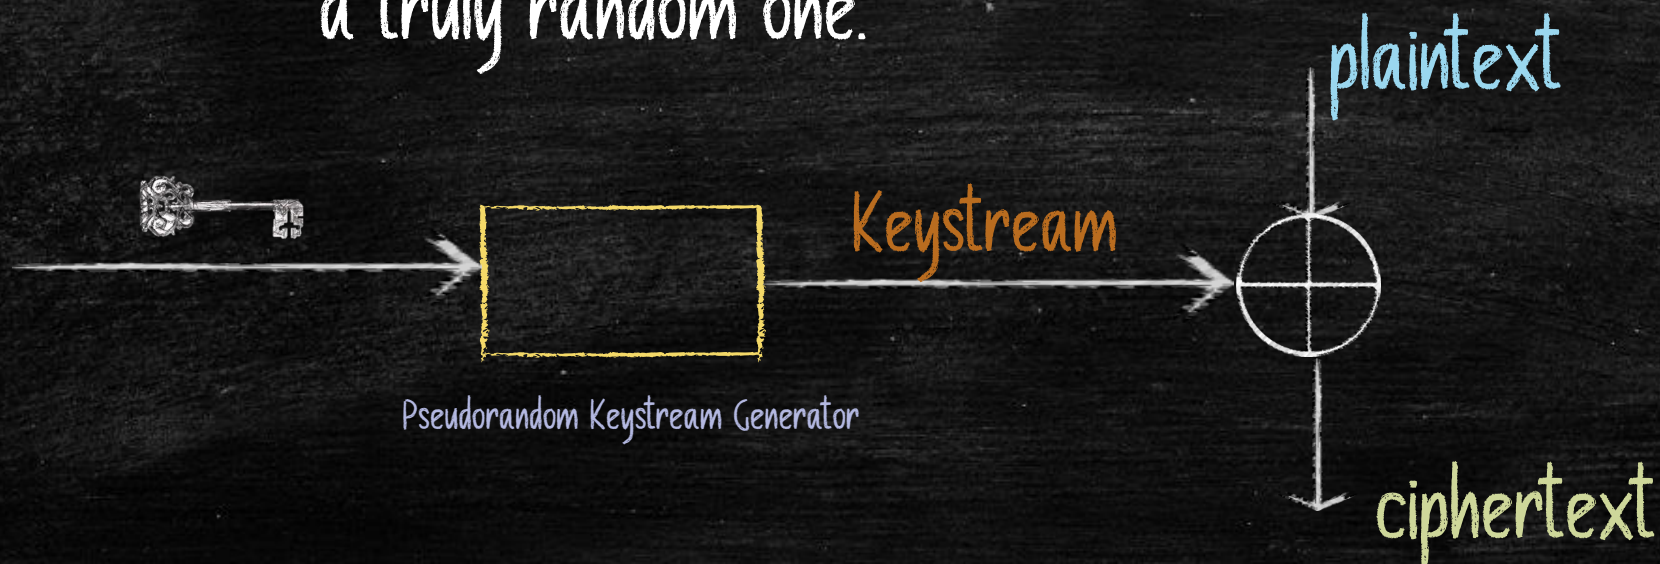 a truly random one.
plaintext
Keystream
Pseudorandom Keystream Generator
ciphertext